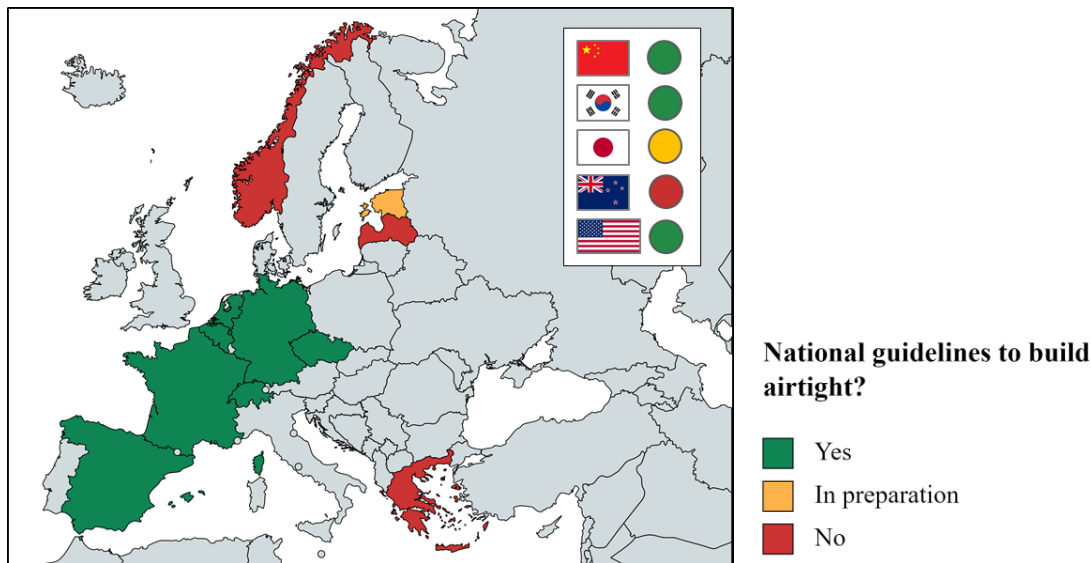 National guidelines to build
airtight?
Yes
In preparation
No